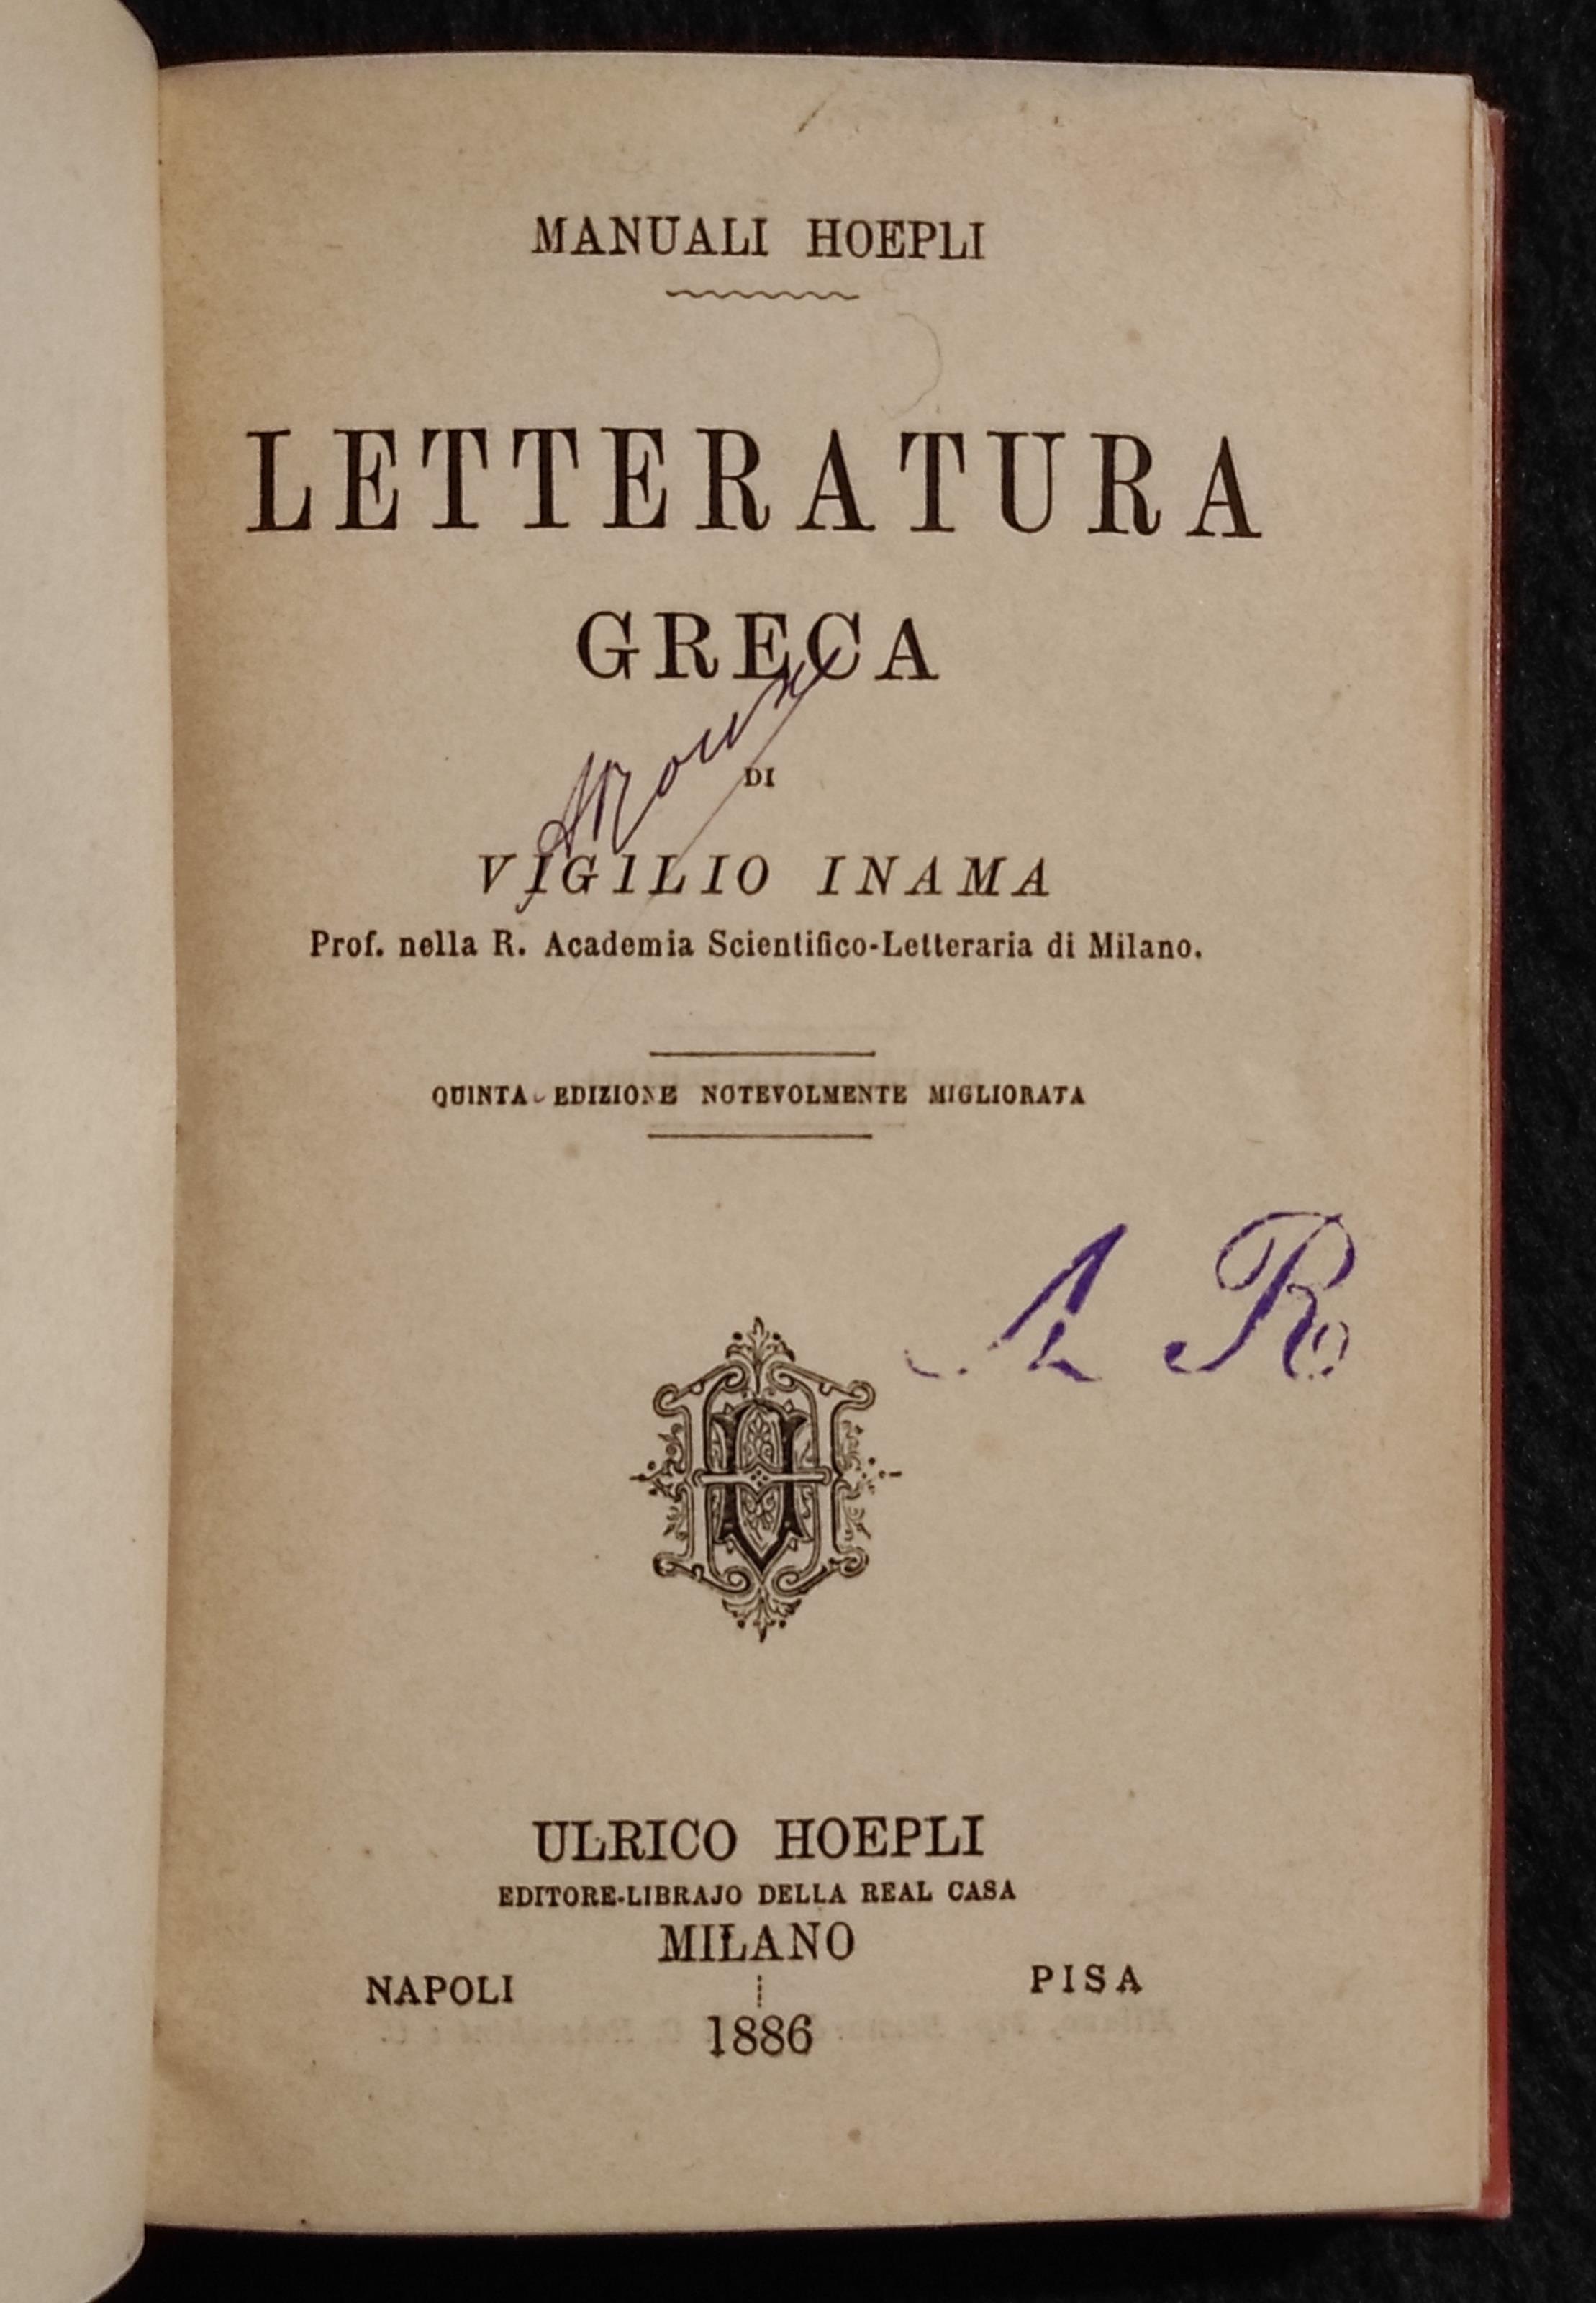 MANUALI HOEPLI
LETTERATURA
GRECA
DI
VIGILIO INAMA
Prof. nella R. Academia Scientifico-Letteraria di Milano.
QUINTA EDIZIONE NOTEVOLMENTE MIGLIORATA
A R
ULRICO HOEPLI
EDITORE-LIBRAJO DELLA REAL CASA
MILANO
NAPOLI PISA
1886